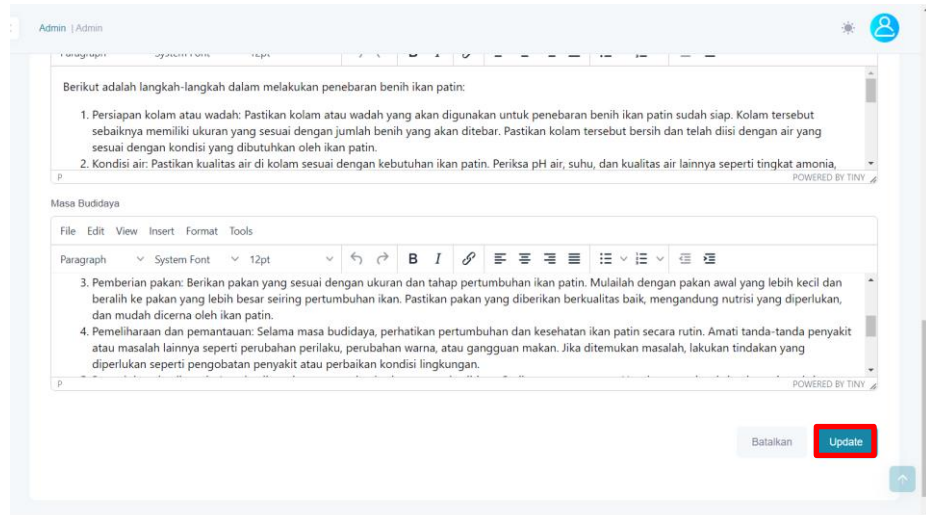 Admin | Admin
Paragraph System Font 12pt B I
Berikut adalah langkah-langkah dalam melakukan penebaran benih ikan patin:
1. Persiapan kolam atau wadah: Pastikan kolam atau wadah yang akan digunakan untuk penebaran benih ikan patin sudah siap. Kolam tersebut
sebaiknya memiliki ukuran yang sesuai dengan jumlah benih yang akan ditebar. Pastikan kolam tersebut bersih dan telah diisi dengan air yang
sesuai dengan kondisi yang dibutuhkan oleh ikan patin.
2. Kondisi air: Pastikan kualitas air di kolam sesuai dengan kebutuhan ikan patin. Periksa pH air, suhu, dan kualitas air lainnya seperti tingkat amonia,
P POWERED BY TINY
Masa Budidaya
File Edit View Insert Format Tools
Paragraph System Font 12pt B I
3. Pemberian pakan: Berikan pakan yang sesuai dengan ukuran dan tahap pertumbuhan ikan patin. Mulailah dengan pakan awal yang lebih kecil dan
beralih ke pakan yang lebih besar seiring pertumbuhan ikan. Pastikan pakan yang diberikan berkualitas baik, mengandung nutrisi yang diperlukan,
dan mudah dicerna oleh ikan patin.
4. Pemeliharaan dan pemantauan: Selama masa budidaya, perhatikan pertumbuhan dan kesehatan ikan patin secara rutin. Amati tanda-tanda penyakit
atau masalah lainnya seperti perubahan perilaku, perubahan warna, atau gangguan makan. Jika ditemukan masalah, lakukan tindakan yang
diperlukan seperti pengobatan penyakit atau perbaikan kondisi lingkungan.
P POWERED BY TINY
Batalkan Update